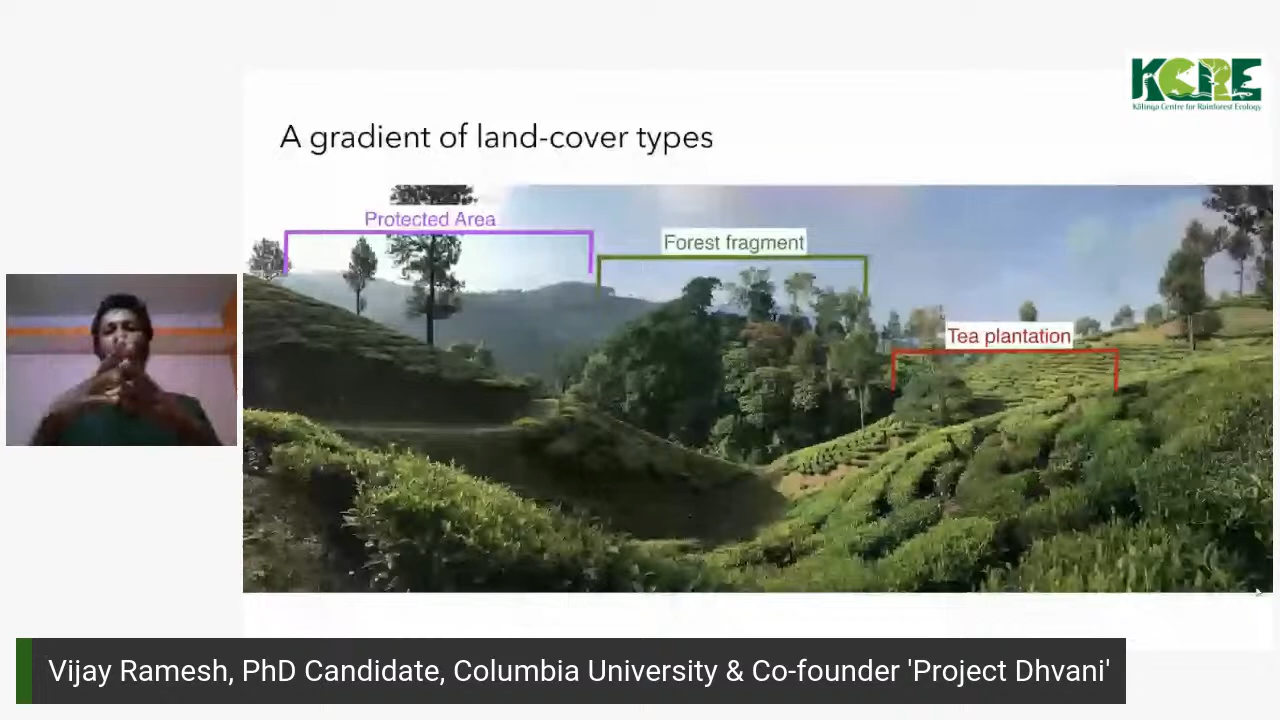 KCRE
Kalinga Centre for Rainforest Ecology
A gradient of land-cover types
Protected Area
Forest fragment
Tea plantation
Vijay Ramesh, PhD Candidate, Columbia University & Co-founder 'Project Dhvani'